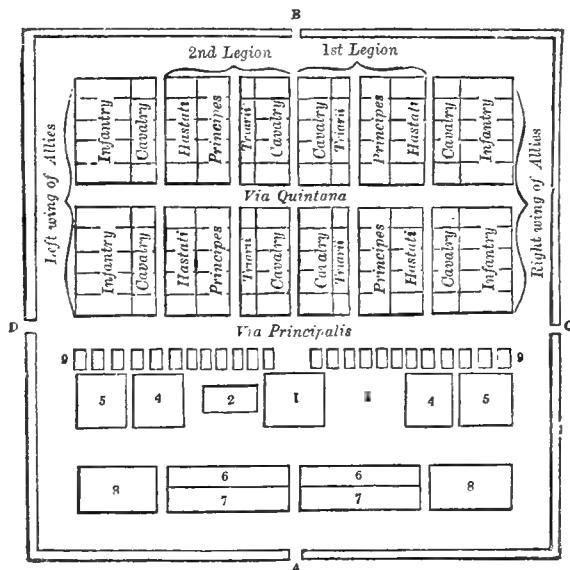 B
2nd Legion 1st Legion
Left wing of Allies
Infantry Cavalry Hastati Principes Triarii Cavalry Cavalry Triarii Principes Hastati Cavalry Infantry
Right wing of Allies
Via Quintana
Infantry Cavalry Hastati Principes Triarii Cavalry Cavalry Triarii Principes Hastati Cavalry Infantry
D C
Via Principalis
9 9
5 4 2 1 4 5
8 6 6 8
7 7
A